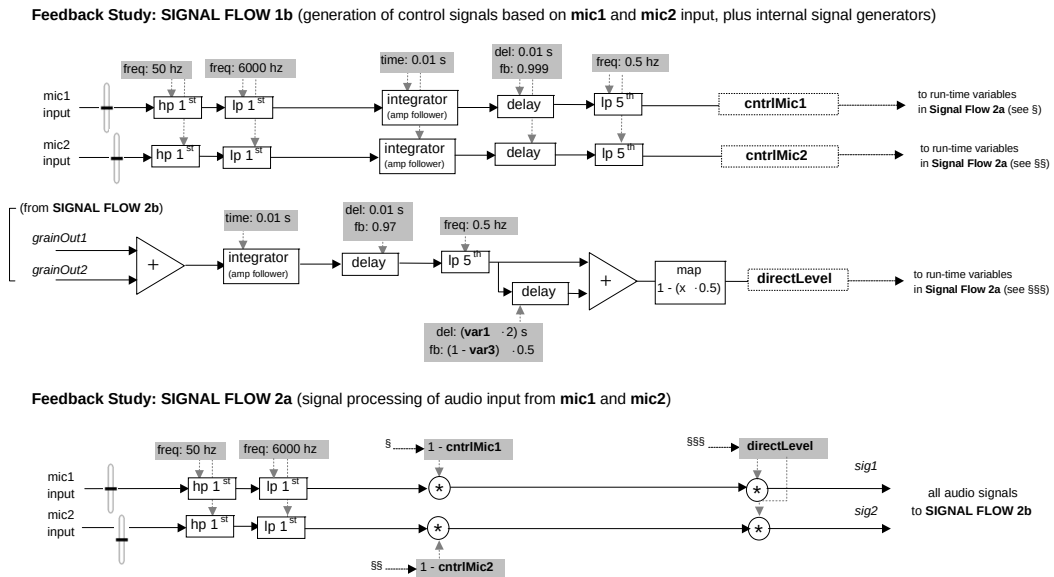 Feedback Study: SIGNAL FLOW 1b (generation of control signals based on mic1 and mic2 input, plus internal signal generators)
freq: 50 hz
freq: 6000 hz
time: 0.01 s
del: 0.01 s
fb: 0.999
freq: 0.5 hz
mic1
input
hp 1st
lp 1st
integrator
(amp follower)
delay
lp 5th
cntrlMic1
to run-time variables
in Signal Flow 2a (see §)
mic2
input
hp 1st
lp 1st
integrator
(amp follower)
delay
lp 5th
cntrlMic2
to run-time variables
in Signal Flow 2a (see §§)
(from SIGNAL FLOW 2b)
time: 0.01 s
del: 0.01 s
fb: 0.97
freq: 0.5 hz
grainOut1
grainOut2
+
integrator
(amp follower)
delay
lp 5th
delay
+
map
1 - (x ·0.5)
directLevel
to run-time variables
in Signal Flow 2a (see §§§)
del: (var1 ·2) s
fb: (1 - var3) ·0.5
Feedback Study: SIGNAL FLOW 2a (signal processing of audio input from mic1 and mic2)
freq: 50 hz
freq: 6000 hz
§
1 - cntrlMic1
§§§
directLevel
mic1
input
hp 1st
lp 1st
*
*
sig1
mic2
input
hp 1st
lp 1st
*
*
sig2
all audio signals
to SIGNAL FLOW 2b
§§
1 - cntrlMic2